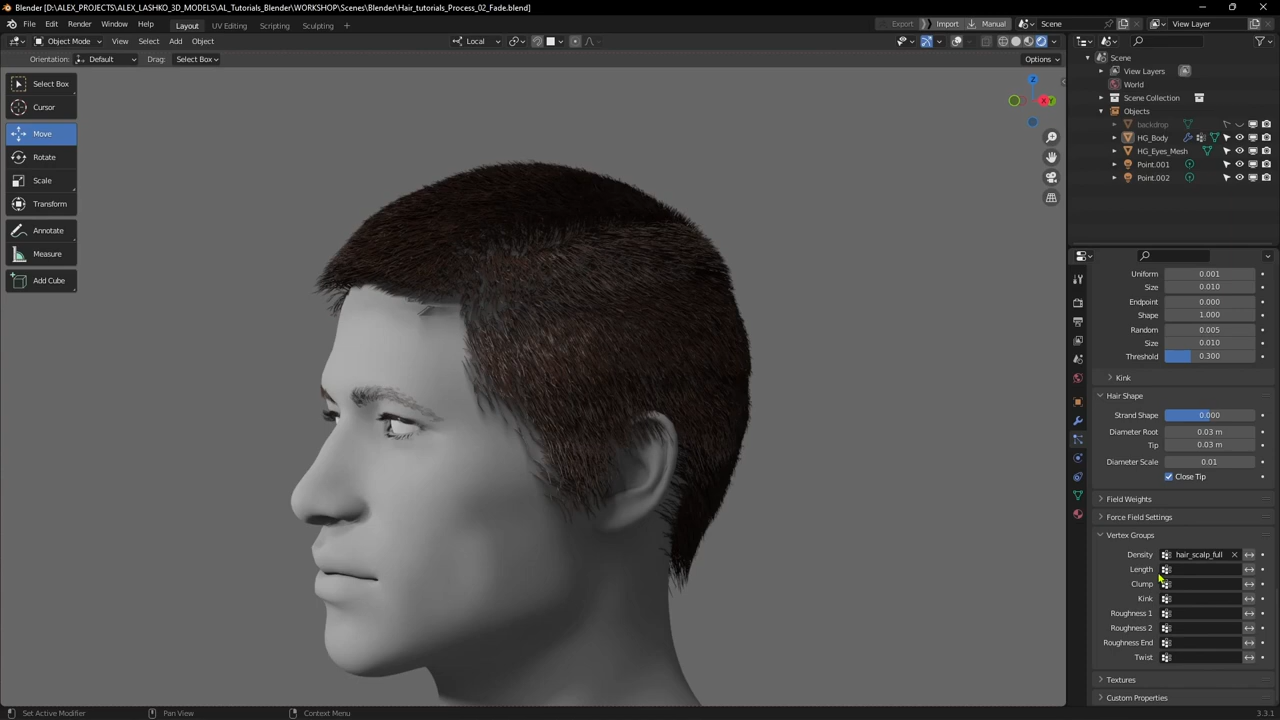 Blender [D:\ALEX_PROJECTS\ALEX_LASHKO_3D_MODELS\AL_Tutorials_Blender\WORKSHOP\Scenes\Blender\Hair_tutorials_Process_02_Fade.blend]
File Edit Render Window Help Layout UV Editing Scripting Scripting Export Import Manual Scene View Layer
Object Mode View Select Add Object Local
Orientation: Default Drag: Select Box Options
Select Box
Cursor
Move
Rotate
Scale
Transform
Annotate
Measure
Add Cube
Z
X Y
Scene
View Layers
World
Scene Collection
Objects
backdrop
HG_Body
HG_Eyes_Mesh
Point.001
Point.002
Uniform 0.001
Size 0.010
Endpoint 0.000
Shape 1.000
Random 0.005
Size 0.010
Threshold 0.300
Kink
Hair Shape
Strand Shape 0.000
Diameter Root 0.03 m
Tip 0.03 m
Diameter Scale 0.01
Close Tip
Field Weights
Force Field Settings
Vertex Groups
Density hair_scalp_full
Length
Clump
Kink
Roughness 1
Roughness 2
Roughness End
Twist
Textures
Custom Properties
Set Active Modifier Pan View Context Menu 3.3.1